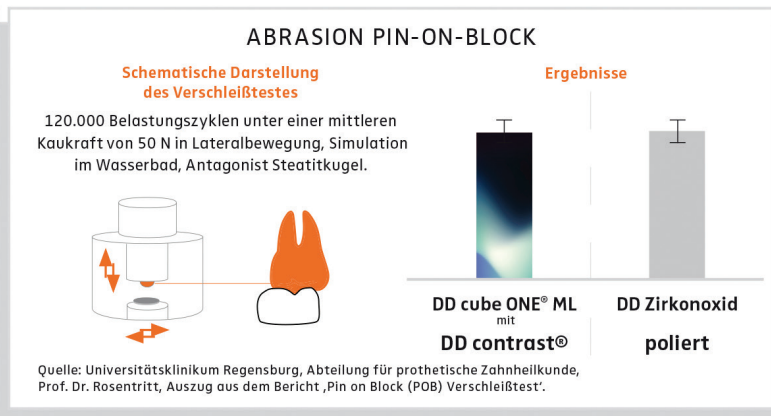 ABRASION PIN-ON-BLOCK
Schematische Darstellung
des Verschleißtestes
120.000 Belastungszyklen unter einer mittleren
Kaukraft von 50 N in Lateralbewegung, Simulation
im Wasserbad, Antagonist Steatitkugel.
Ergebnisse
DD cube ONE® ML
mit
DD contrast®
DD Zirkonoxid
poliert
Quelle: Universitätsklinikum Regensburg, Abteilung für prothetische Zahnheilkunde,
Prof. Dr. Rosentritt, Auszug aus dem Bericht ‚Pin on Block (POB) Verschleißtest‘.